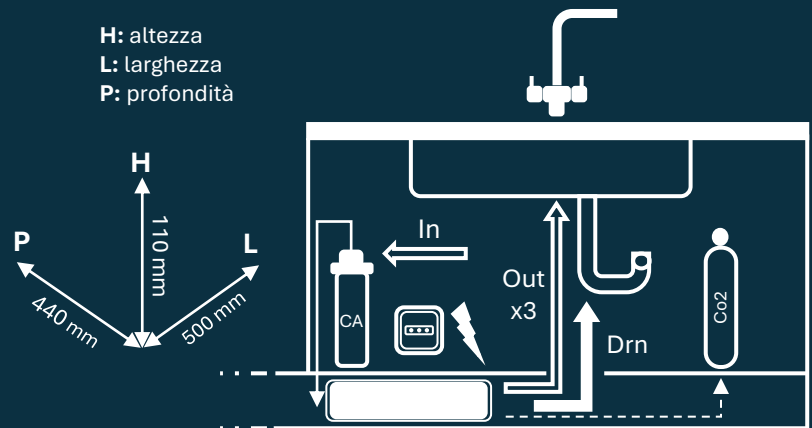 H: altezza
L: larghezza
P: profondità
H
P
L
110 mm
440 mm
500 mm
In
CA
Out
x3
Drn
Co2